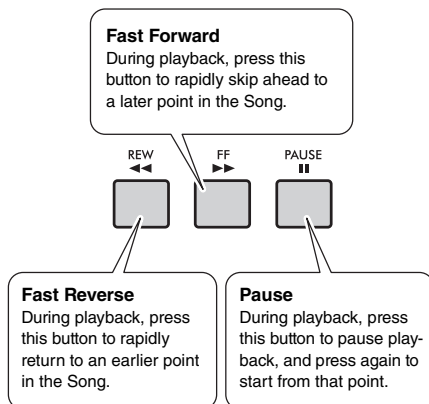 Fast Forward
During playback, press this
button to rapidly skip ahead to
a later point in the Song.
REW
FF
PAUSE
Fast Reverse
During playback, press
this button to rapidly
return to an earlier point
in the Song.
Pause
During playback, press
this button to pause play-
back, and press again to
start from that point.